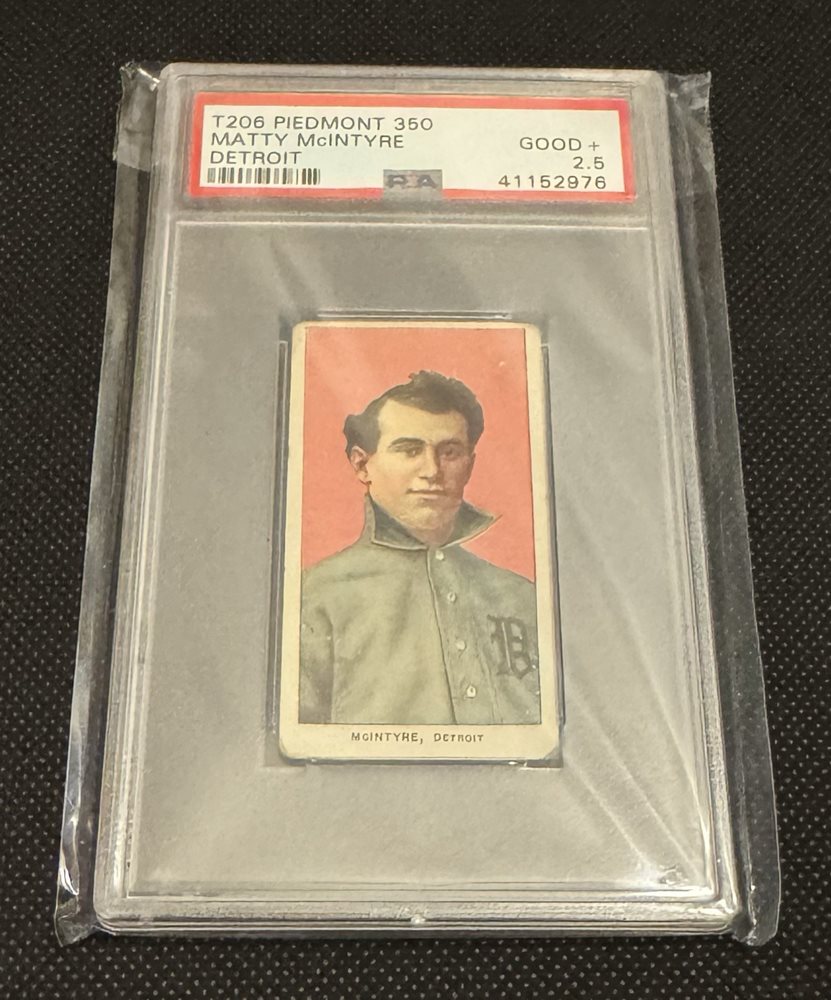 T206 PIEDMONT 350
MATTY McINTYRE
GOOD +
DETROIT
2.5
PSA
41152976
D
McINTYRE, DETROIT